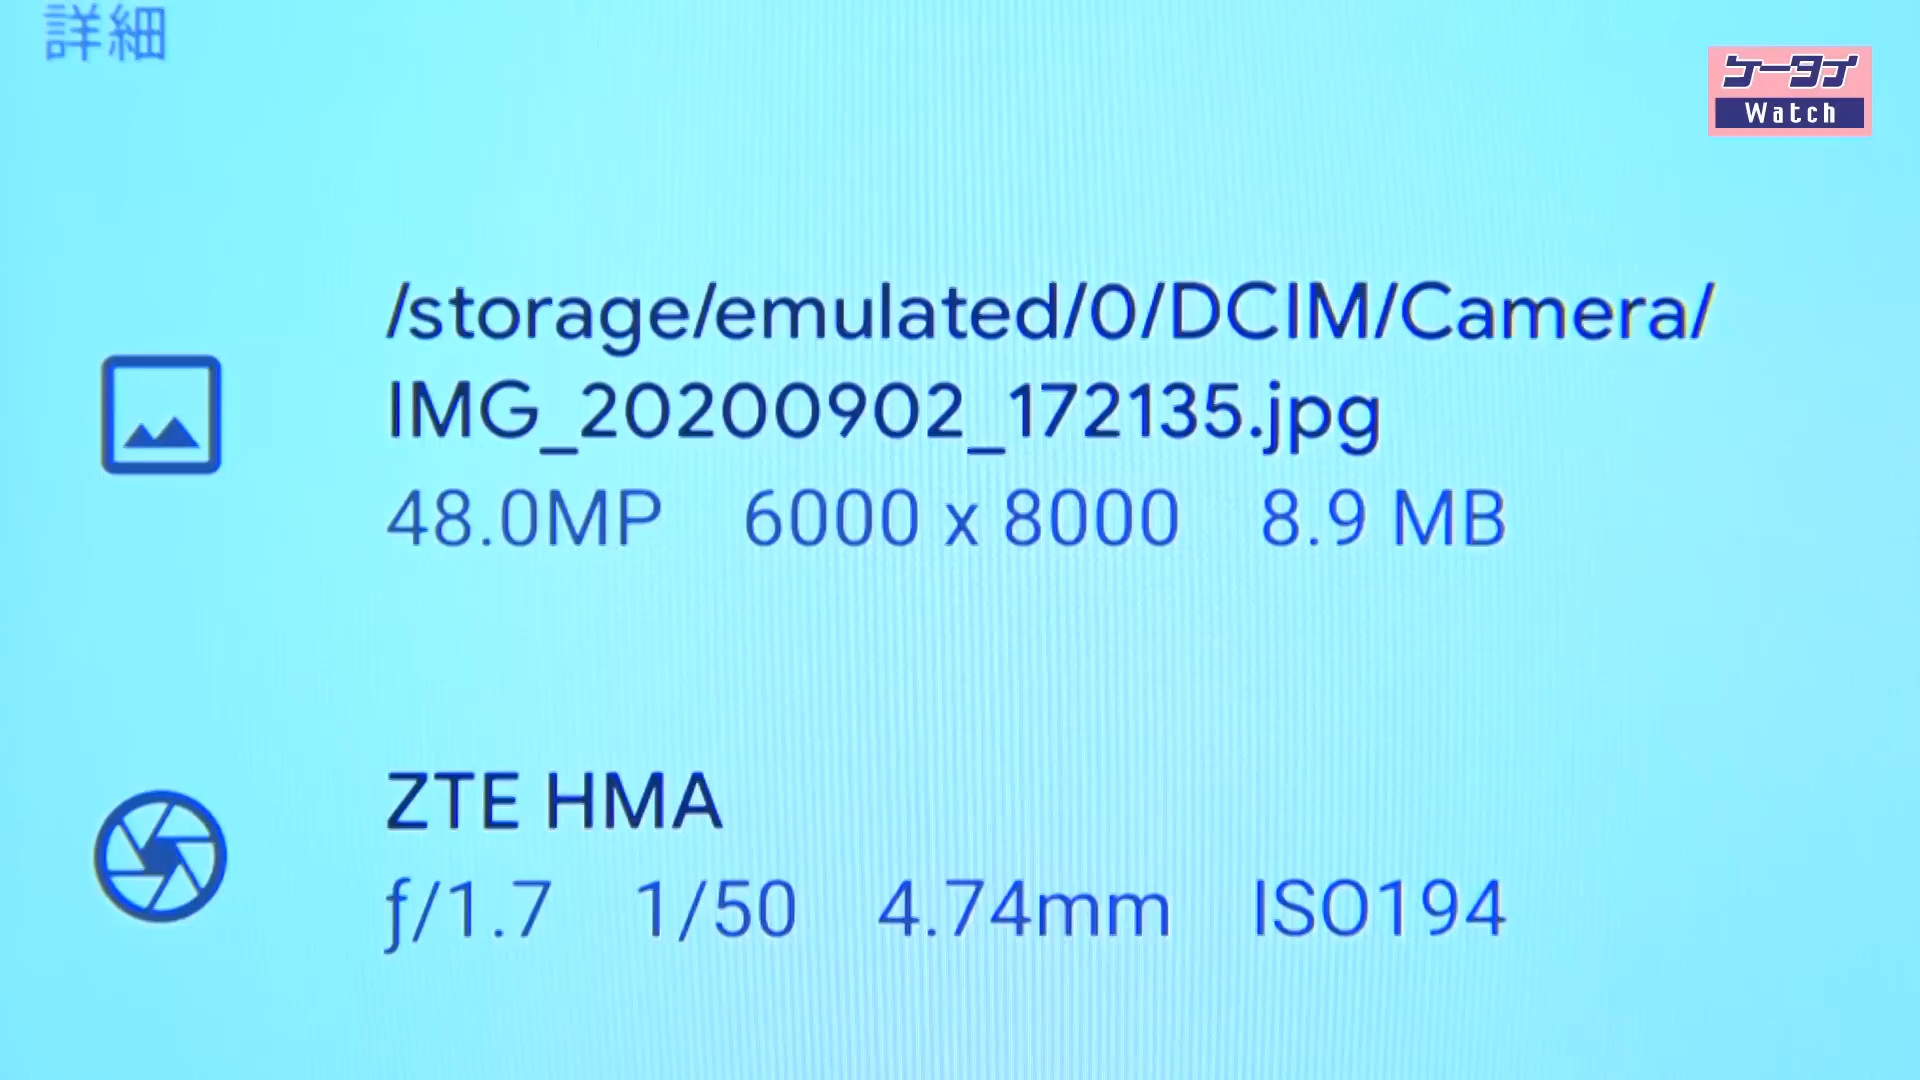 詳細
ケータイ
Watch
/storage/emulated/0/DCIM/Camera/
IMG_20200902_172135.jpg
48.0MP 6000 x 8000 8.9 MB
ZTE HMA
ƒ/1.7 1/50 4.74mm ISO194